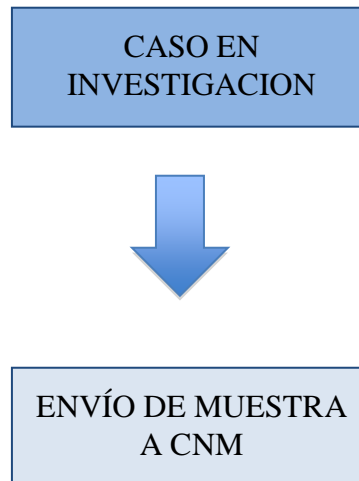 CASO EN
INVESTIGACION
ENVÍO DE MUESTRA
A CNM